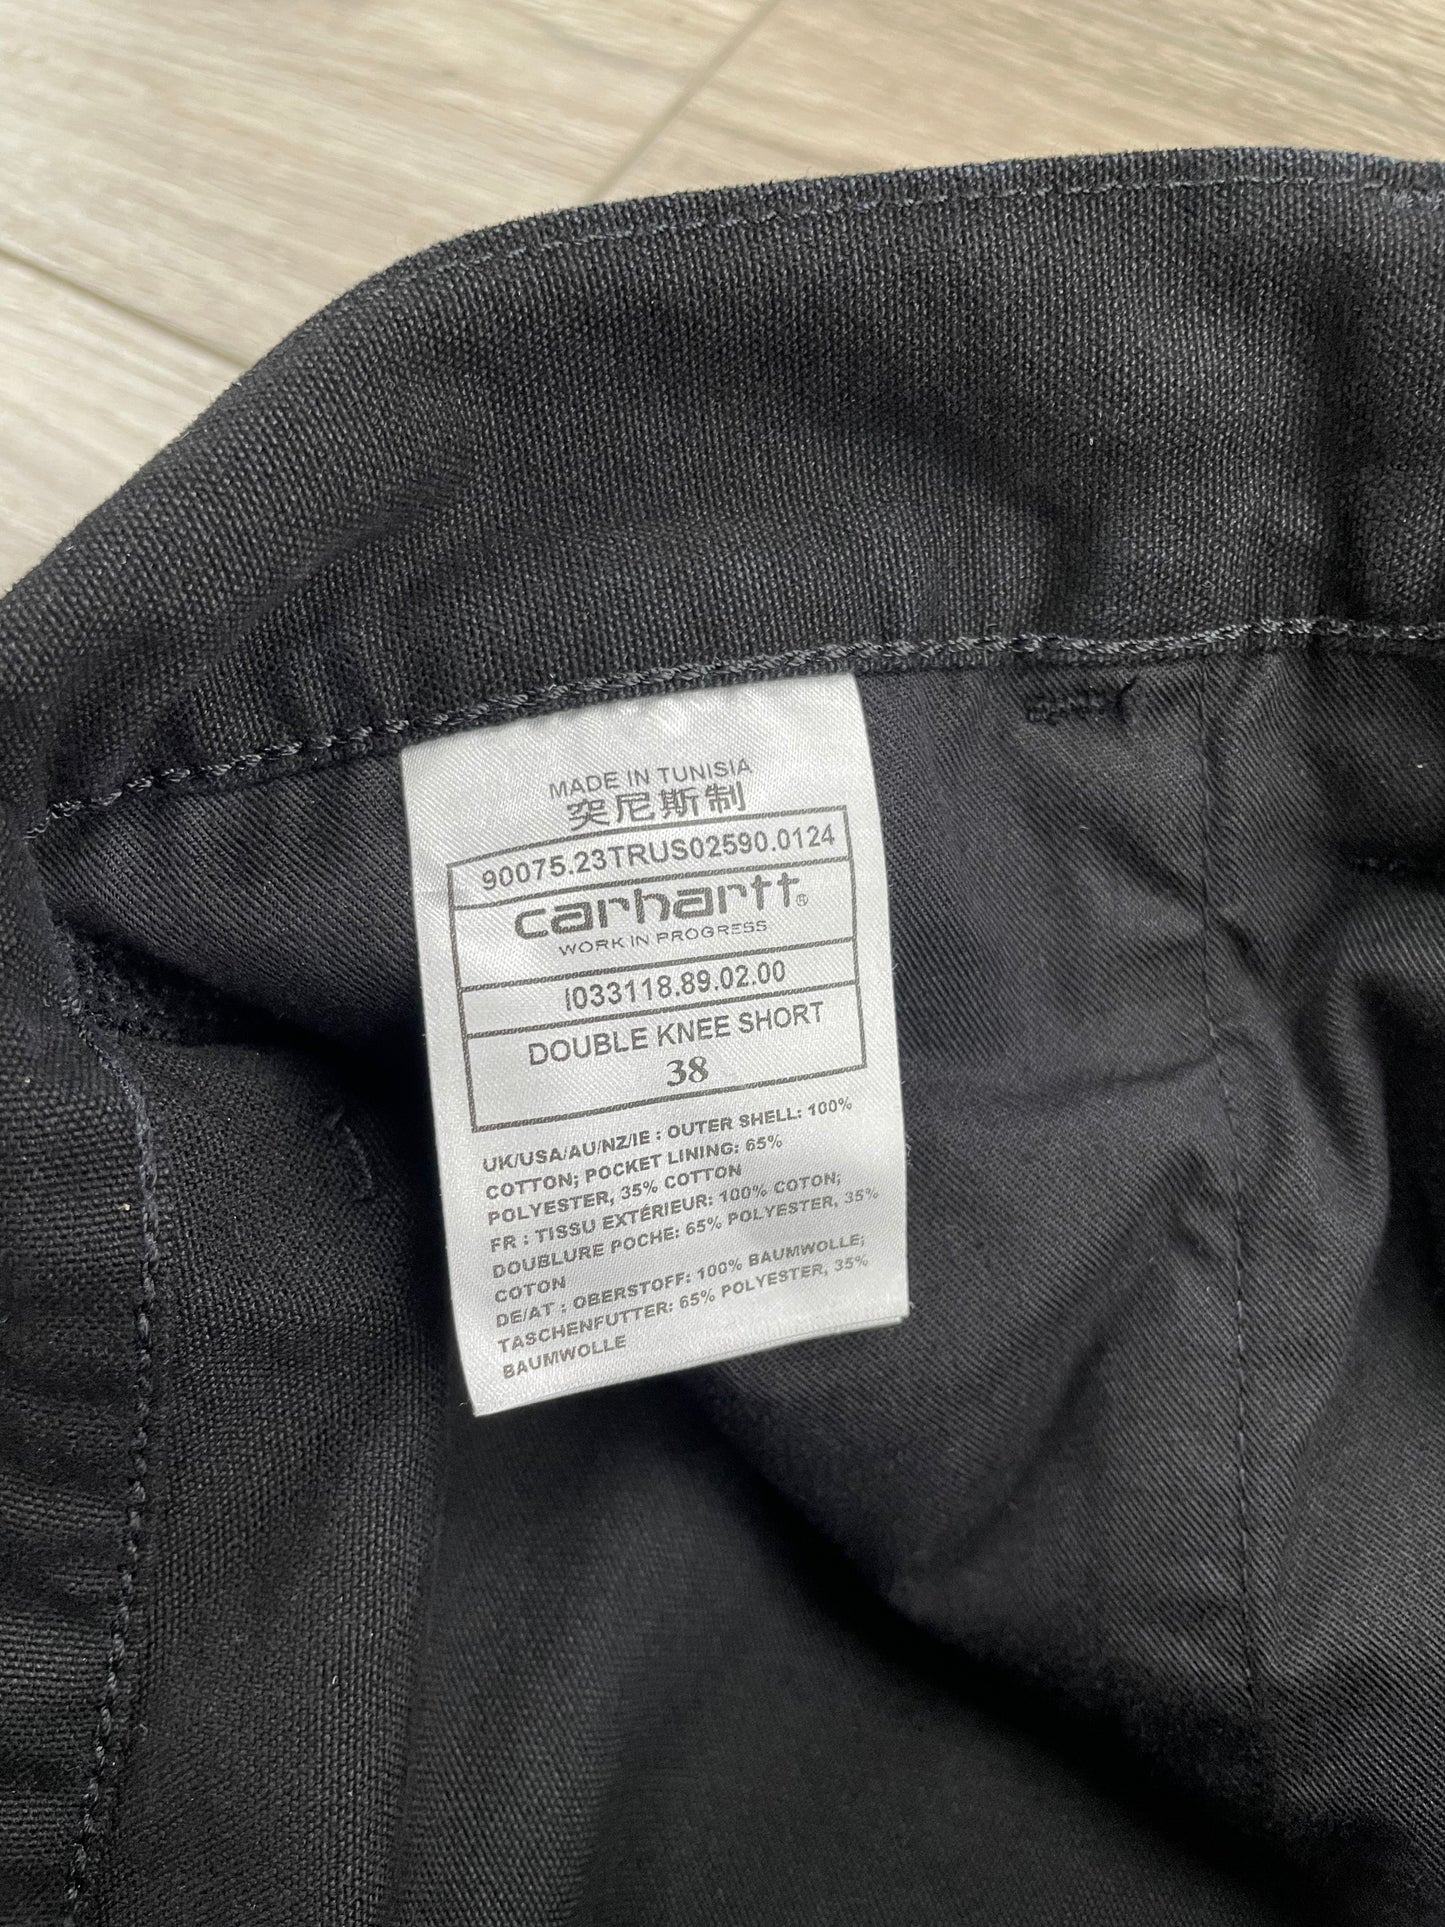 MADE IN TUNISIA
突尼斯制
90075.23TRUS02590.0124
carhartt®
WORK IN PROGRESS
I033118.89.02.00
DOUBLE KNEE SHORT
38
UK/USA/AU/NZ/IE : OUTER SHELL: 100%
COTTON; POCKET LINING: 65%
POLYESTER, 35% COTTON
FR : TISSU EXTÉRIEUR: 100% COTON;
DOUBLURE POCHE: 65% POLYESTER, 35%
COTON
DE/AT : OBERSTOFF: 100% BAUMWOLLE;
TASCHENFUTTER: 65% POLYESTER, 35%
BAUMWOLLE